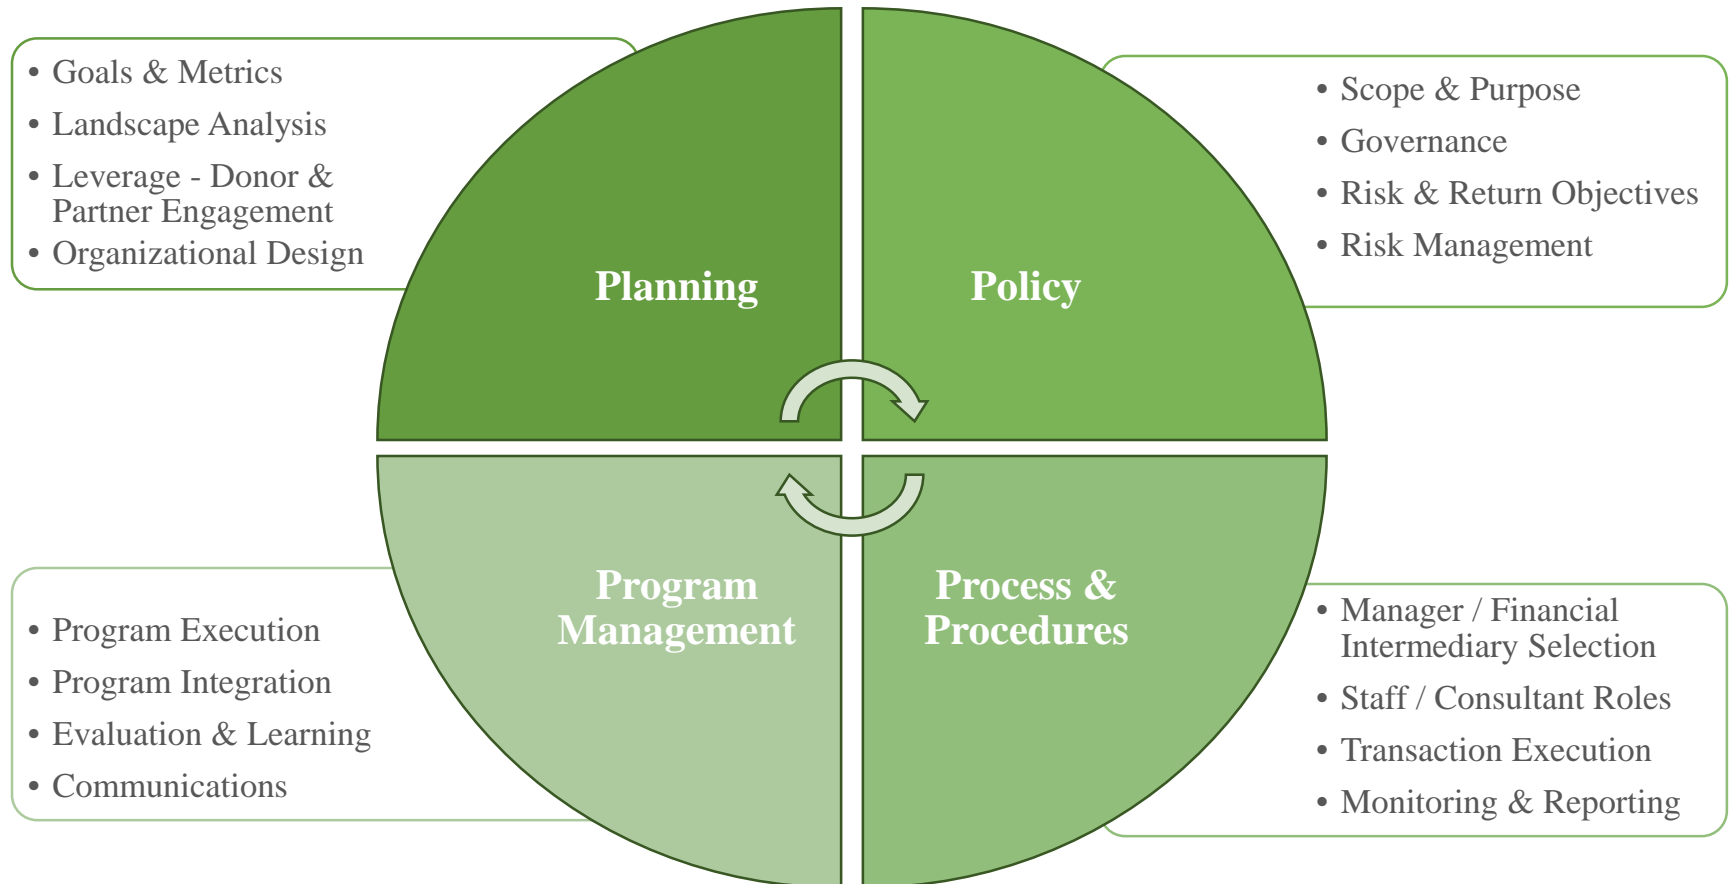 • Goals & Metrics
• Landscape Analysis
• Leverage - Donor &
Partner Engagement
• Organizational Design
Planning
Policy
• Scope & Purpose
• Governance
• Risk & Return Objectives
• Risk Management
• Program Execution
• Program Integration
• Evaluation & Learning
• Communications
Program
Management
Process &
Procedures
• Manager / Financial
Intermediary Selection
• Staff / Consultant Roles
• Transaction Execution
• Monitoring & Reporting